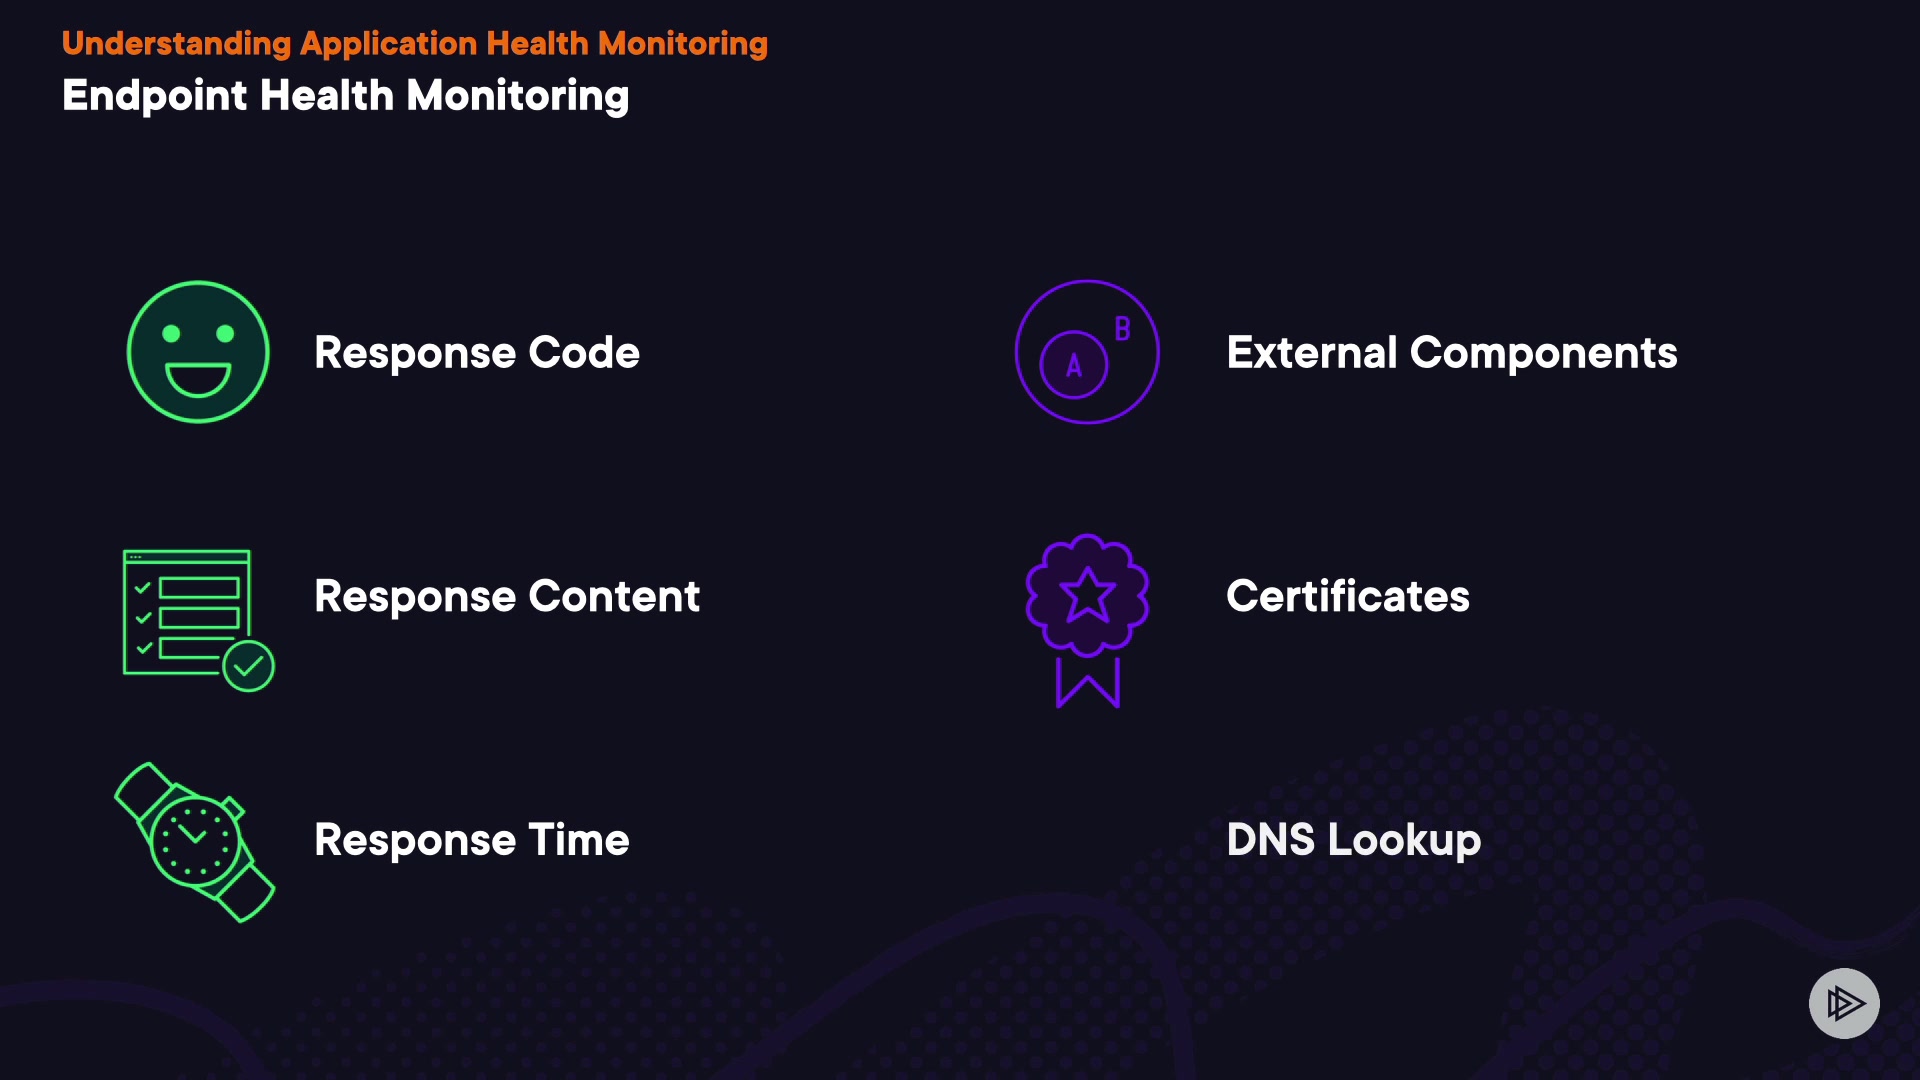 Understanding Application Health Monitoring
Endpoint Health Monitoring
Response Code
Response Content
Response Time
A
B
External Components
Certificates
DNS Lookup